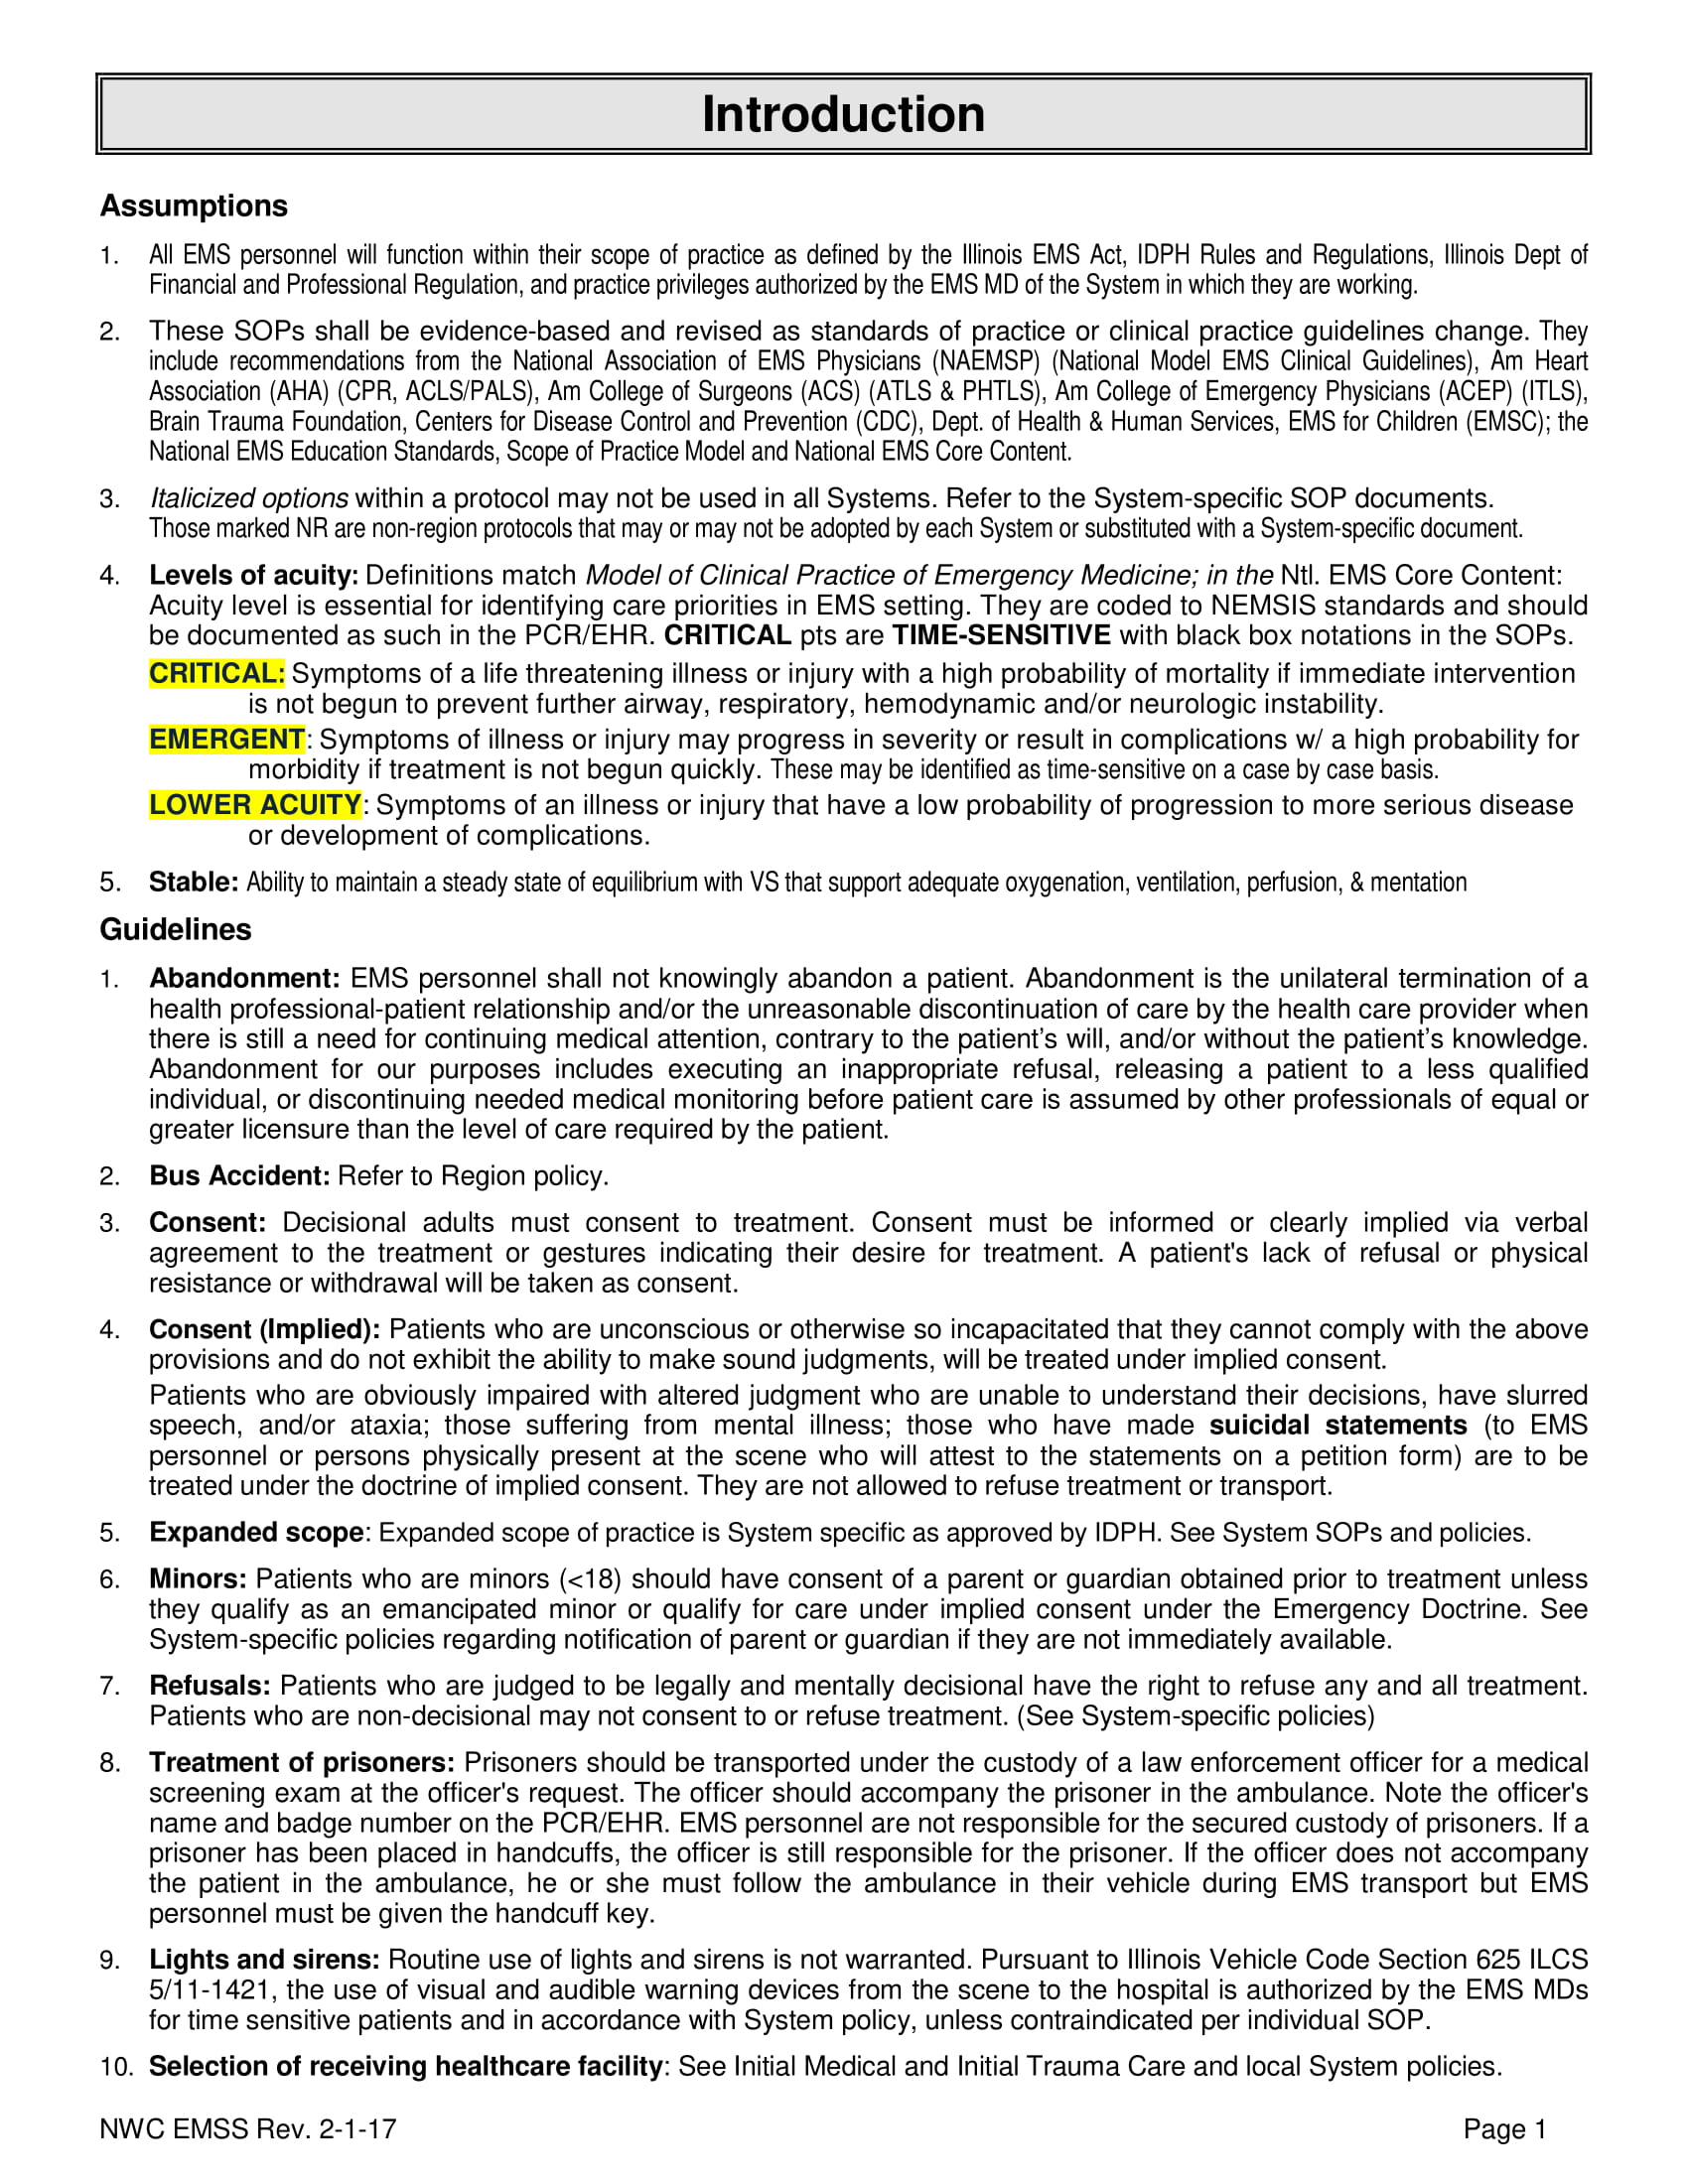 Introduction
Assumptions
1. All EMS personnel will function within their scope of practice as defined by the Illinois EMS Act, IDPH Rules and Regulations, Illinois Dept of
Financial and Professional Regulation, and practice privileges authorized by the EMS MD of the System in which they are working.
2. These SOPs shall be evidence-based and revised as standards of practice or clinical practice guidelines change. They
include recommendations from the National Association of EMS Physicians (NAEMSP) (National Model EMS Clinical Guidelines), Am Heart
Association (AHA) (CPR, ACLS/PALS), Am College of Surgeons (ACS) (ATLS & PHTLS), Am College of Emergency Physicians (ACEP) (ITLS),
Brain Trauma Foundation, Centers for Disease Control and Prevention (CDC), Dept. of Health & Human Services, EMS for Children (EMSC); the
National EMS Education Standards, Scope of Practice Model and National EMS Core Content.
3. Italicized options within a protocol may not be used in all Systems. Refer to the System-specific SOP documents.
Those marked NR are non-region protocols that may or may not be adopted by each System or substituted with a System-specific document.
4. Levels of acuity: Definitions match Model of Clinical Practice of Emergency Medicine; in the Ntl. EMS Core Content:
Acuity level is essential for identifying care priorities in EMS setting. They are coded to NEMSIS standards and should
be documented as such in the PCR/EHR. CRITICAL pts are TIME-SENSITIVE with black box notations in the SOPs.
CRITICAL: Symptoms of a life threatening illness or injury with a high probability of mortality if immediate intervention
is not begun to prevent further airway, respiratory, hemodynamic and/or neurologic instability.
EMERGENT: Symptoms of illness or injury may progress in severity or result in complications w/ a high probability for
morbidity if treatment is not begun quickly. These may be identified as time-sensitive on a case by case basis.
LOWER ACUITY: Symptoms of an illness or injury that have a low probability of progression to more serious disease
or development of complications.
5. Stable: Ability to maintain a steady state of equilibrium with VS that support adequate oxygenation, ventilation, perfusion, & mentation
Guidelines
1. Abandonment: EMS personnel shall not knowingly abandon a patient. Abandonment is the unilateral termination of a
health professional-patient relationship and/or the unreasonable discontinuation of care by the health care provider when
there is still a need for continuing medical attention, contrary to the patient’s will, and/or without the patient’s knowledge.
Abandonment for our purposes includes executing an inappropriate refusal, releasing a patient to a less qualified
individual, or discontinuing needed medical monitoring before patient care is assumed by other professionals of equal or
greater licensure than the level of care required by the patient.
2. Bus Accident: Refer to Region policy.
3. Consent: Decisional adults must consent to treatment. Consent must be informed or clearly implied via verbal
agreement to the treatment or gestures indicating their desire for treatment. A patient's lack of refusal or physical
resistance or withdrawal will be taken as consent.
4. Consent (Implied): Patients who are unconscious or otherwise so incapacitated that they cannot comply with the above
provisions and do not exhibit the ability to make sound judgments, will be treated under implied consent.
Patients who are obviously impaired with altered judgment who are unable to understand their decisions, have slurred
speech, and/or ataxia; those suffering from mental illness; those who have made suicidal statements (to EMS
personnel or persons physically present at the scene who will attest to the statements on a petition form) are to be
treated under the doctrine of implied consent. They are not allowed to refuse treatment or transport.
5. Expanded scope: Expanded scope of practice is System specific as approved by IDPH. See System SOPs and policies.
6. Minors: Patients who are minors (<18) should have consent of a parent or guardian obtained prior to treatment unless
they qualify as an emancipated minor or qualify for care under implied consent under the Emergency Doctrine. See
System-specific policies regarding notification of parent or guardian if they are not immediately available.
7. Refusals: Patients who are judged to be legally and mentally decisional have the right to refuse any and all treatment.
Patients who are non-decisional may not consent to or refuse treatment. (See System-specific policies)
8. Treatment of prisoners: Prisoners should be transported under the custody of a law enforcement officer for a medical
screening exam at the officer's request. The officer should accompany the prisoner in the ambulance. Note the officer's
name and badge number on the PCR/EHR. EMS personnel are not responsible for the secured custody of prisoners. If a
prisoner has been placed in handcuffs, the officer is still responsible for the prisoner. If the officer does not accompany
the patient in the ambulance, he or she must follow the ambulance in their vehicle during EMS transport but EMS
personnel must be given the handcuff key.
9. Lights and sirens: Routine use of lights and sirens is not warranted. Pursuant to Illinois Vehicle Code Section 625 ILCS
5/11-1421, the use of visual and audible warning devices from the scene to the hospital is authorized by the EMS MDs
for time sensitive patients and in accordance with System policy, unless contraindicated per individual SOP.
10. Selection of receiving healthcare facility: See Initial Medical and Initial Trauma Care and local System policies.
NWC EMSS Rev. 2-1-17 Page 1